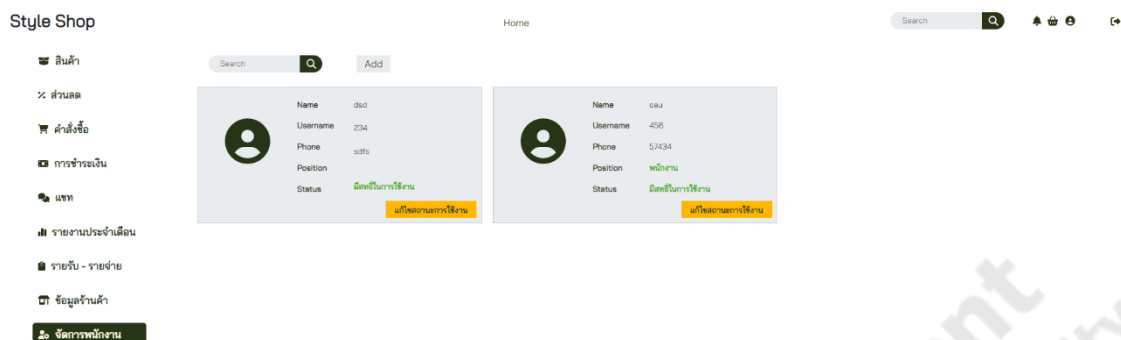 Style Shop
Home
Search
สินค้า
ส่วนลด
คำสั่งซื้อ
การชำระเงิน
แชท
รายงานประจำเดือน
รายรับ - รายจ่าย
ข้อมูลร้านค้า
จัดการพนักงาน
Search
Add
Name dsd
Username 234
Phone sdfs
Position
Status มีสทธิ์ในการใช้งาน
แก้ไขสถานะการใช้งาน
Name
Username 456
Phone 57434
Position พนักงาน
Status มีสทธิ์ในการใช้งาน
แก้ไขสถานะการใช้งาน